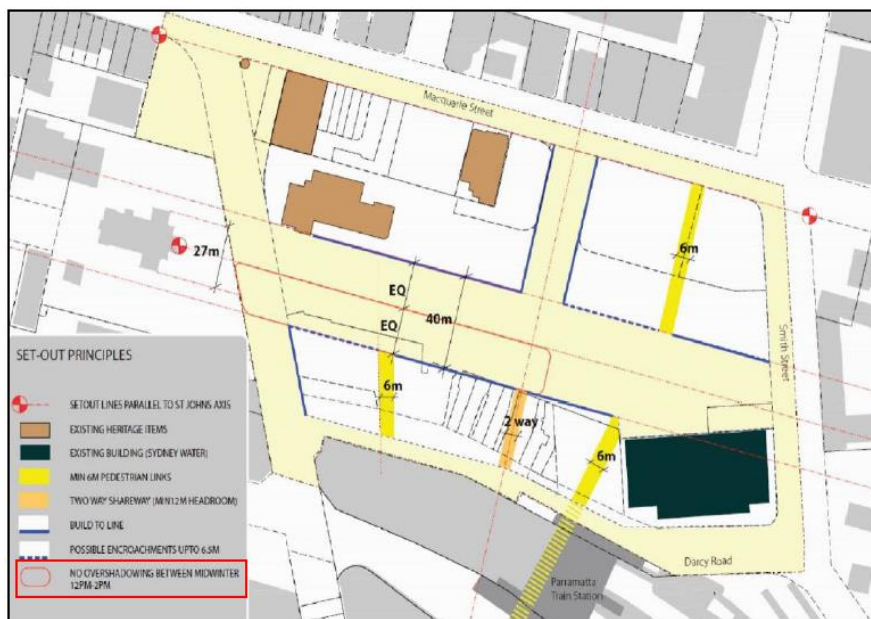 Macquarie Street
27m
EQ
EQ
40m
6m
6m
2 way
6m
Smith Street
Darcy Road
Parramatta
Train Station
SET-OUT PRINCIPLES
SETOUT LINES PARALLEL TO ST JOHNS AXIS
EXISTING HERITAGE ITEMS
EXISTING BUILDING (SYDNEY WATER)
MIN 6M PEDESTRIAN LINKS
TWO WAY SHAREWAY (MIN12M HEADROOM)
BUILD TO LINE
POSSIBLE ENCROACHMENTS UPTO 6.5M
NO OVERSHADOWING BETWEEN MIDWINTER
12PM-2PM